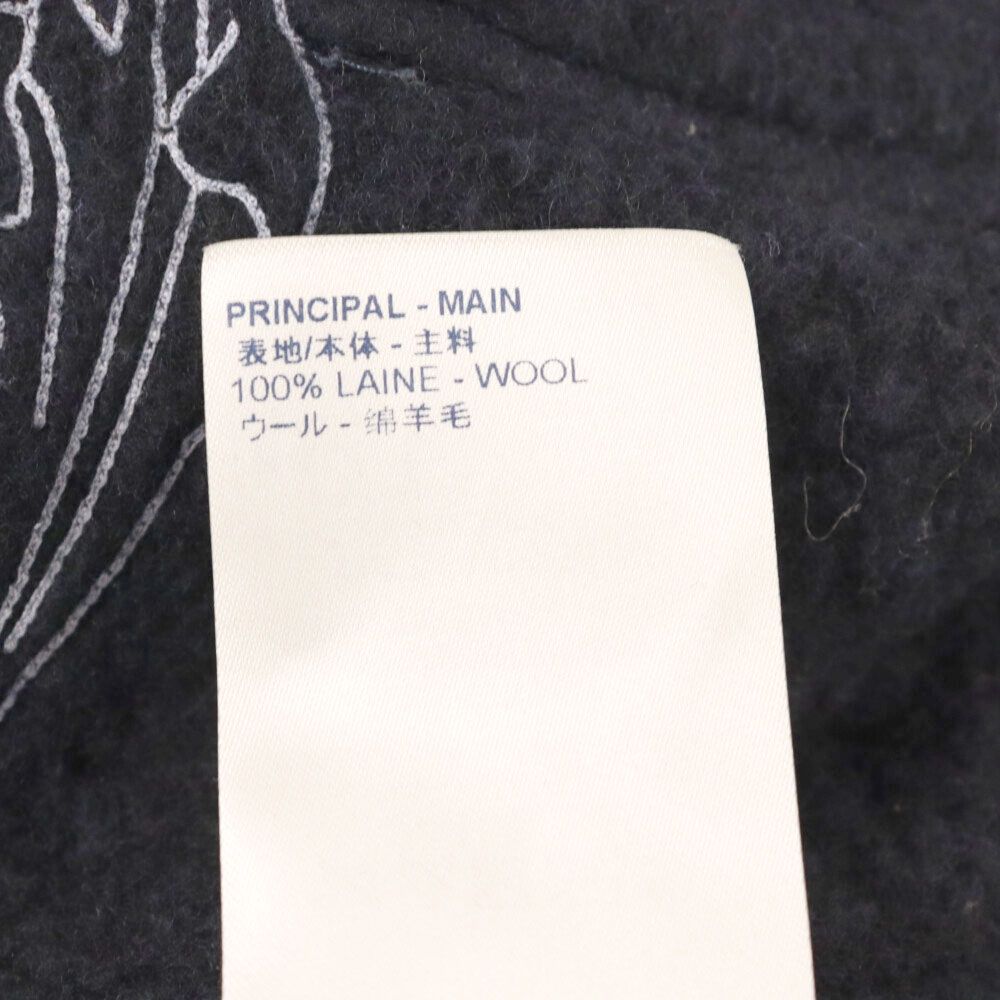 PRINCIPAL - MAIN
表地/本体 - 主料
100% LAINE - WOOL
ウール - 绵羊毛